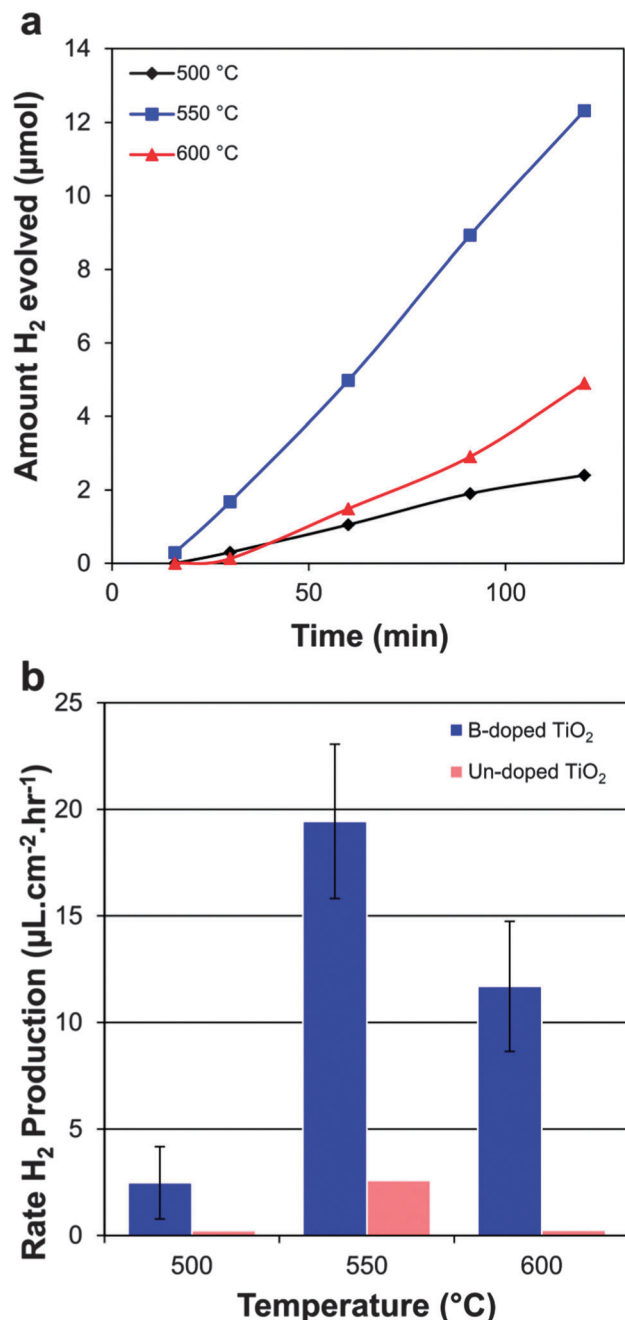 a
Amount H₂ evolved (µmol)
14
12
10
8
6
4
2
0
500 °C
550 °C
600 °C
0
50
100
Time (min)
b
Rate H₂ Production (µL.cm⁻².hr⁻¹)
25
20
15
10
5
0
B-doped TiO₂
Un-doped TiO₂
500
550
600
Temperature (°C)